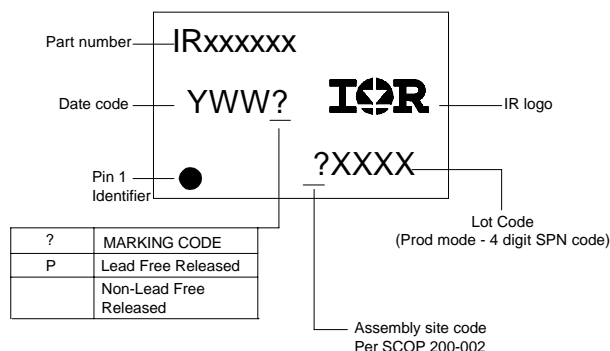 Part number
IRxxxxxx
Date code
YWW?
IOR
IR logo
Pin 1
Identifier
?XXXX
Lot Code
(Prod mode - 4 digit SPN code)
? MARKING CODE
P Lead Free Released
Non-Lead Free
Released
Assembly site code
Per SCOP 200-002